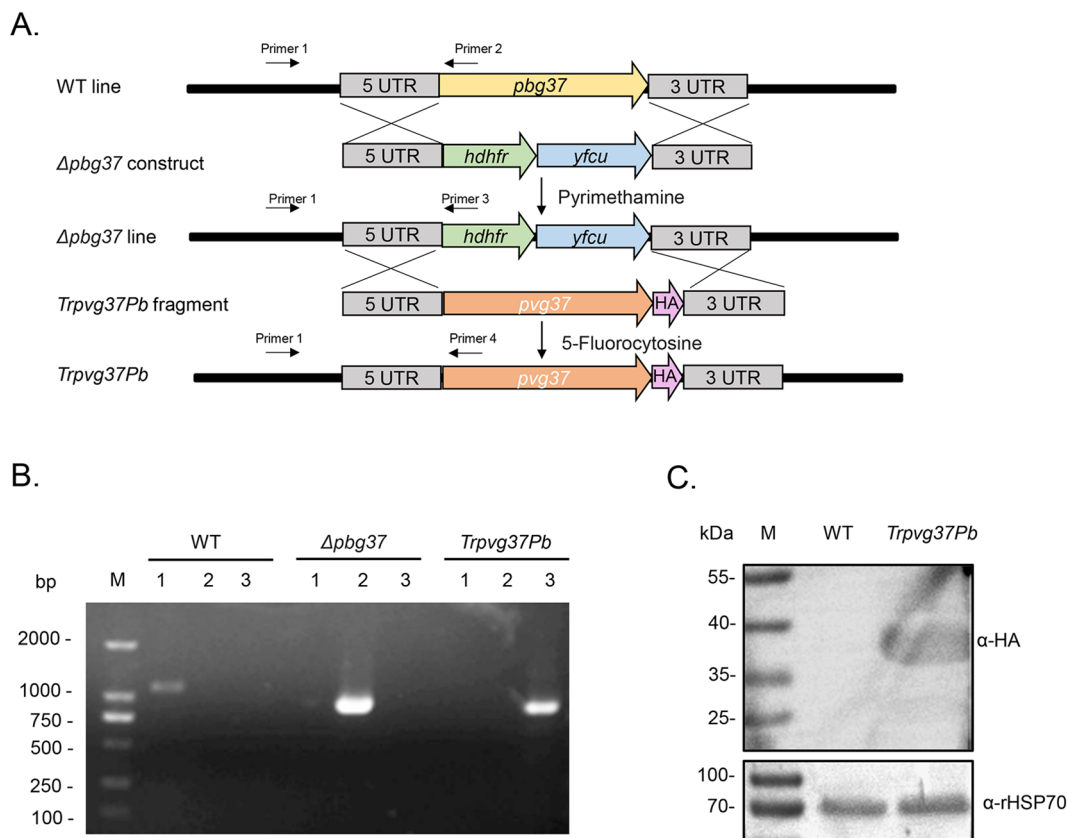 A.
Primer 1 Primer 2
WT line 5 UTR pbg37 3 UTR
Δpbg37 construct 5 UTR hdhfr yfcu 3 UTR
Pyrimethamine
Primer 1 Primer 3
Δpbg37 line 5 UTR hdhfr yfcu 3 UTR
Trpvg37Pb fragment 5 UTR pvg37 HA 3 UTR
5-Fluorocytosine
Primer 1 Primer 4
Trpvg37Pb 5 UTR pvg37 HA 3 UTR
B.
WT Δpbg37 Trpvg37Pb
bp M 1 2 3 1 2 3 1 2 3
2000 -
1000 -
750 -
500 -
250 -
100 -
C.
kDa M WT Trpvg37Pb
55-
40-
α-HA
35-
25-
100-
70-
α-rHSP70